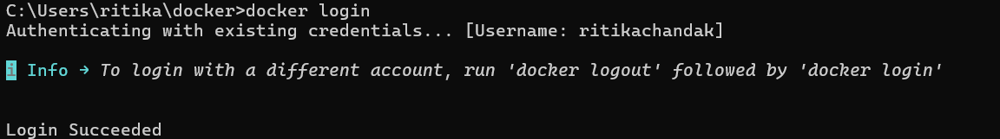 C:\Users\ritika\docker>docker login
Authenticating with existing credentials... [Username: ritikachandak]
i Info → To login with a different account, run 'docker logout' followed by 'docker login'
Login Succeeded